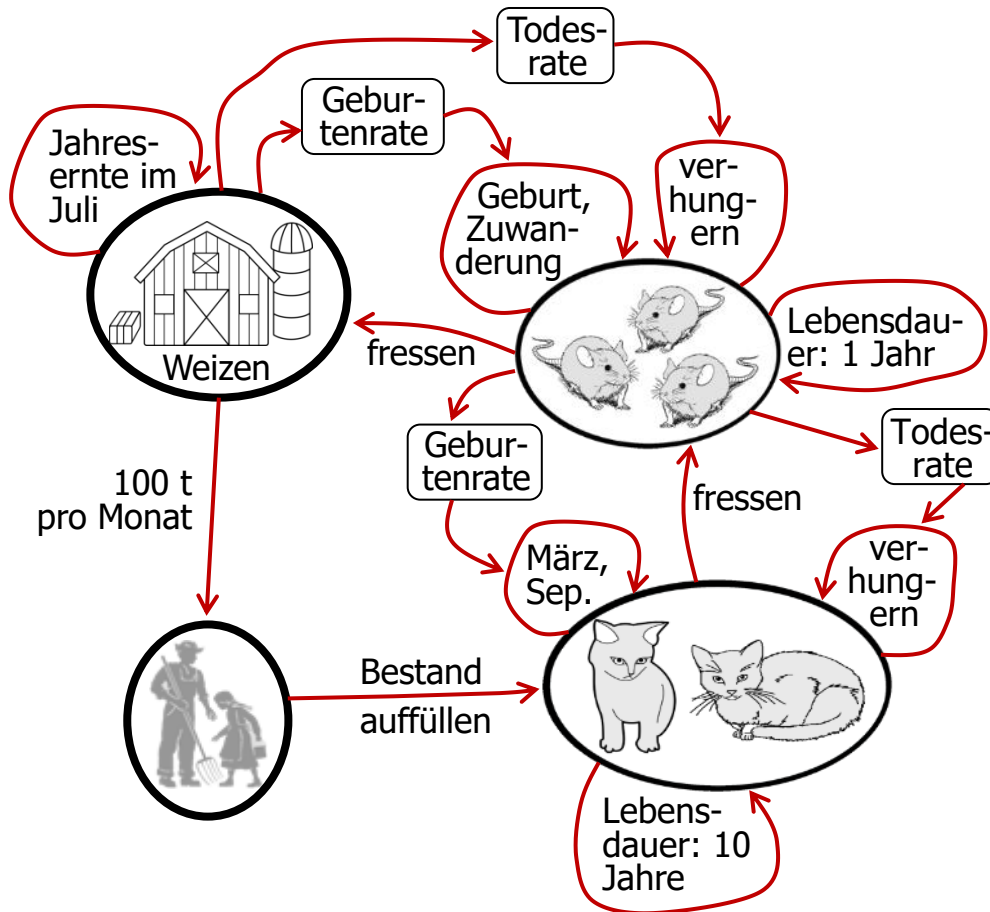 Todes-
rate
Gebur-
tenrate
Jahres-
ernte im
Juli
Geburt,
Zuwan-
derung
ver-
hung-
ern
Weizen
fressen
Lebensdau-
er: 1 Jahr
Gebur-
tenrate
Todes-
rate
100 t
pro Monat
fressen
März,
Sep.
ver-
hung-
ern
Bestand
auffüllen
Lebens-
dauer: 10
Jahre